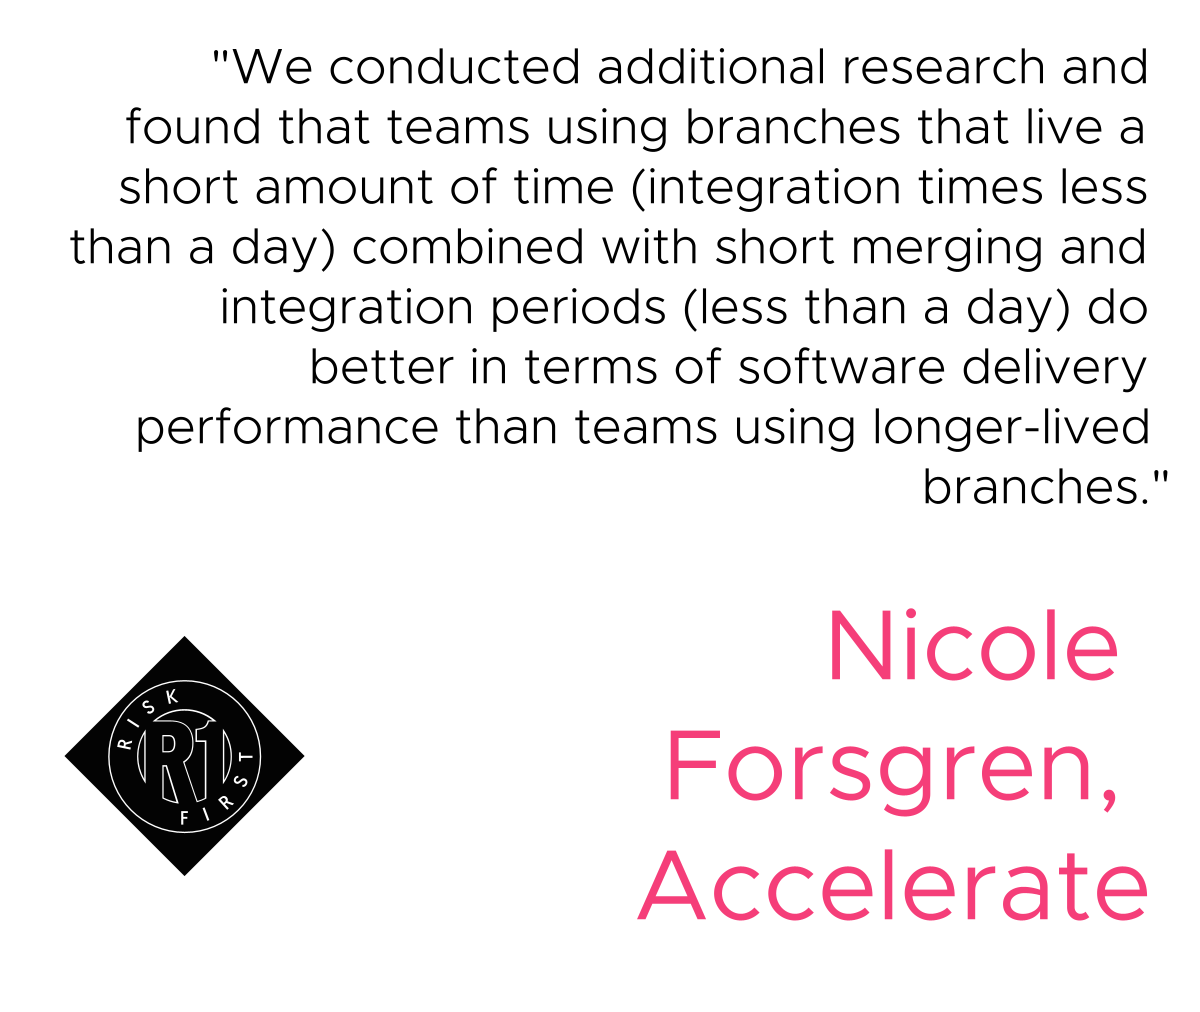 "We conducted additional research and
found that teams using branches that live a
short amount of time (integration times less
than a day) combined with short merging and
integration periods (less than a day) do
better in terms of software delivery
performance than teams using longer-lived
branches."
Nicole
Forsgren,
Accelerate
RISK
R1
FIRST